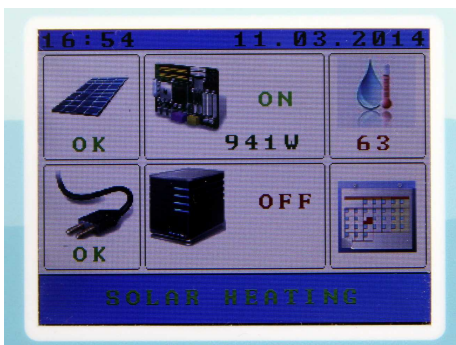 16:54 11.03.2014
ON
OK 941W 63
OFF
OK
SOLAR HEATING